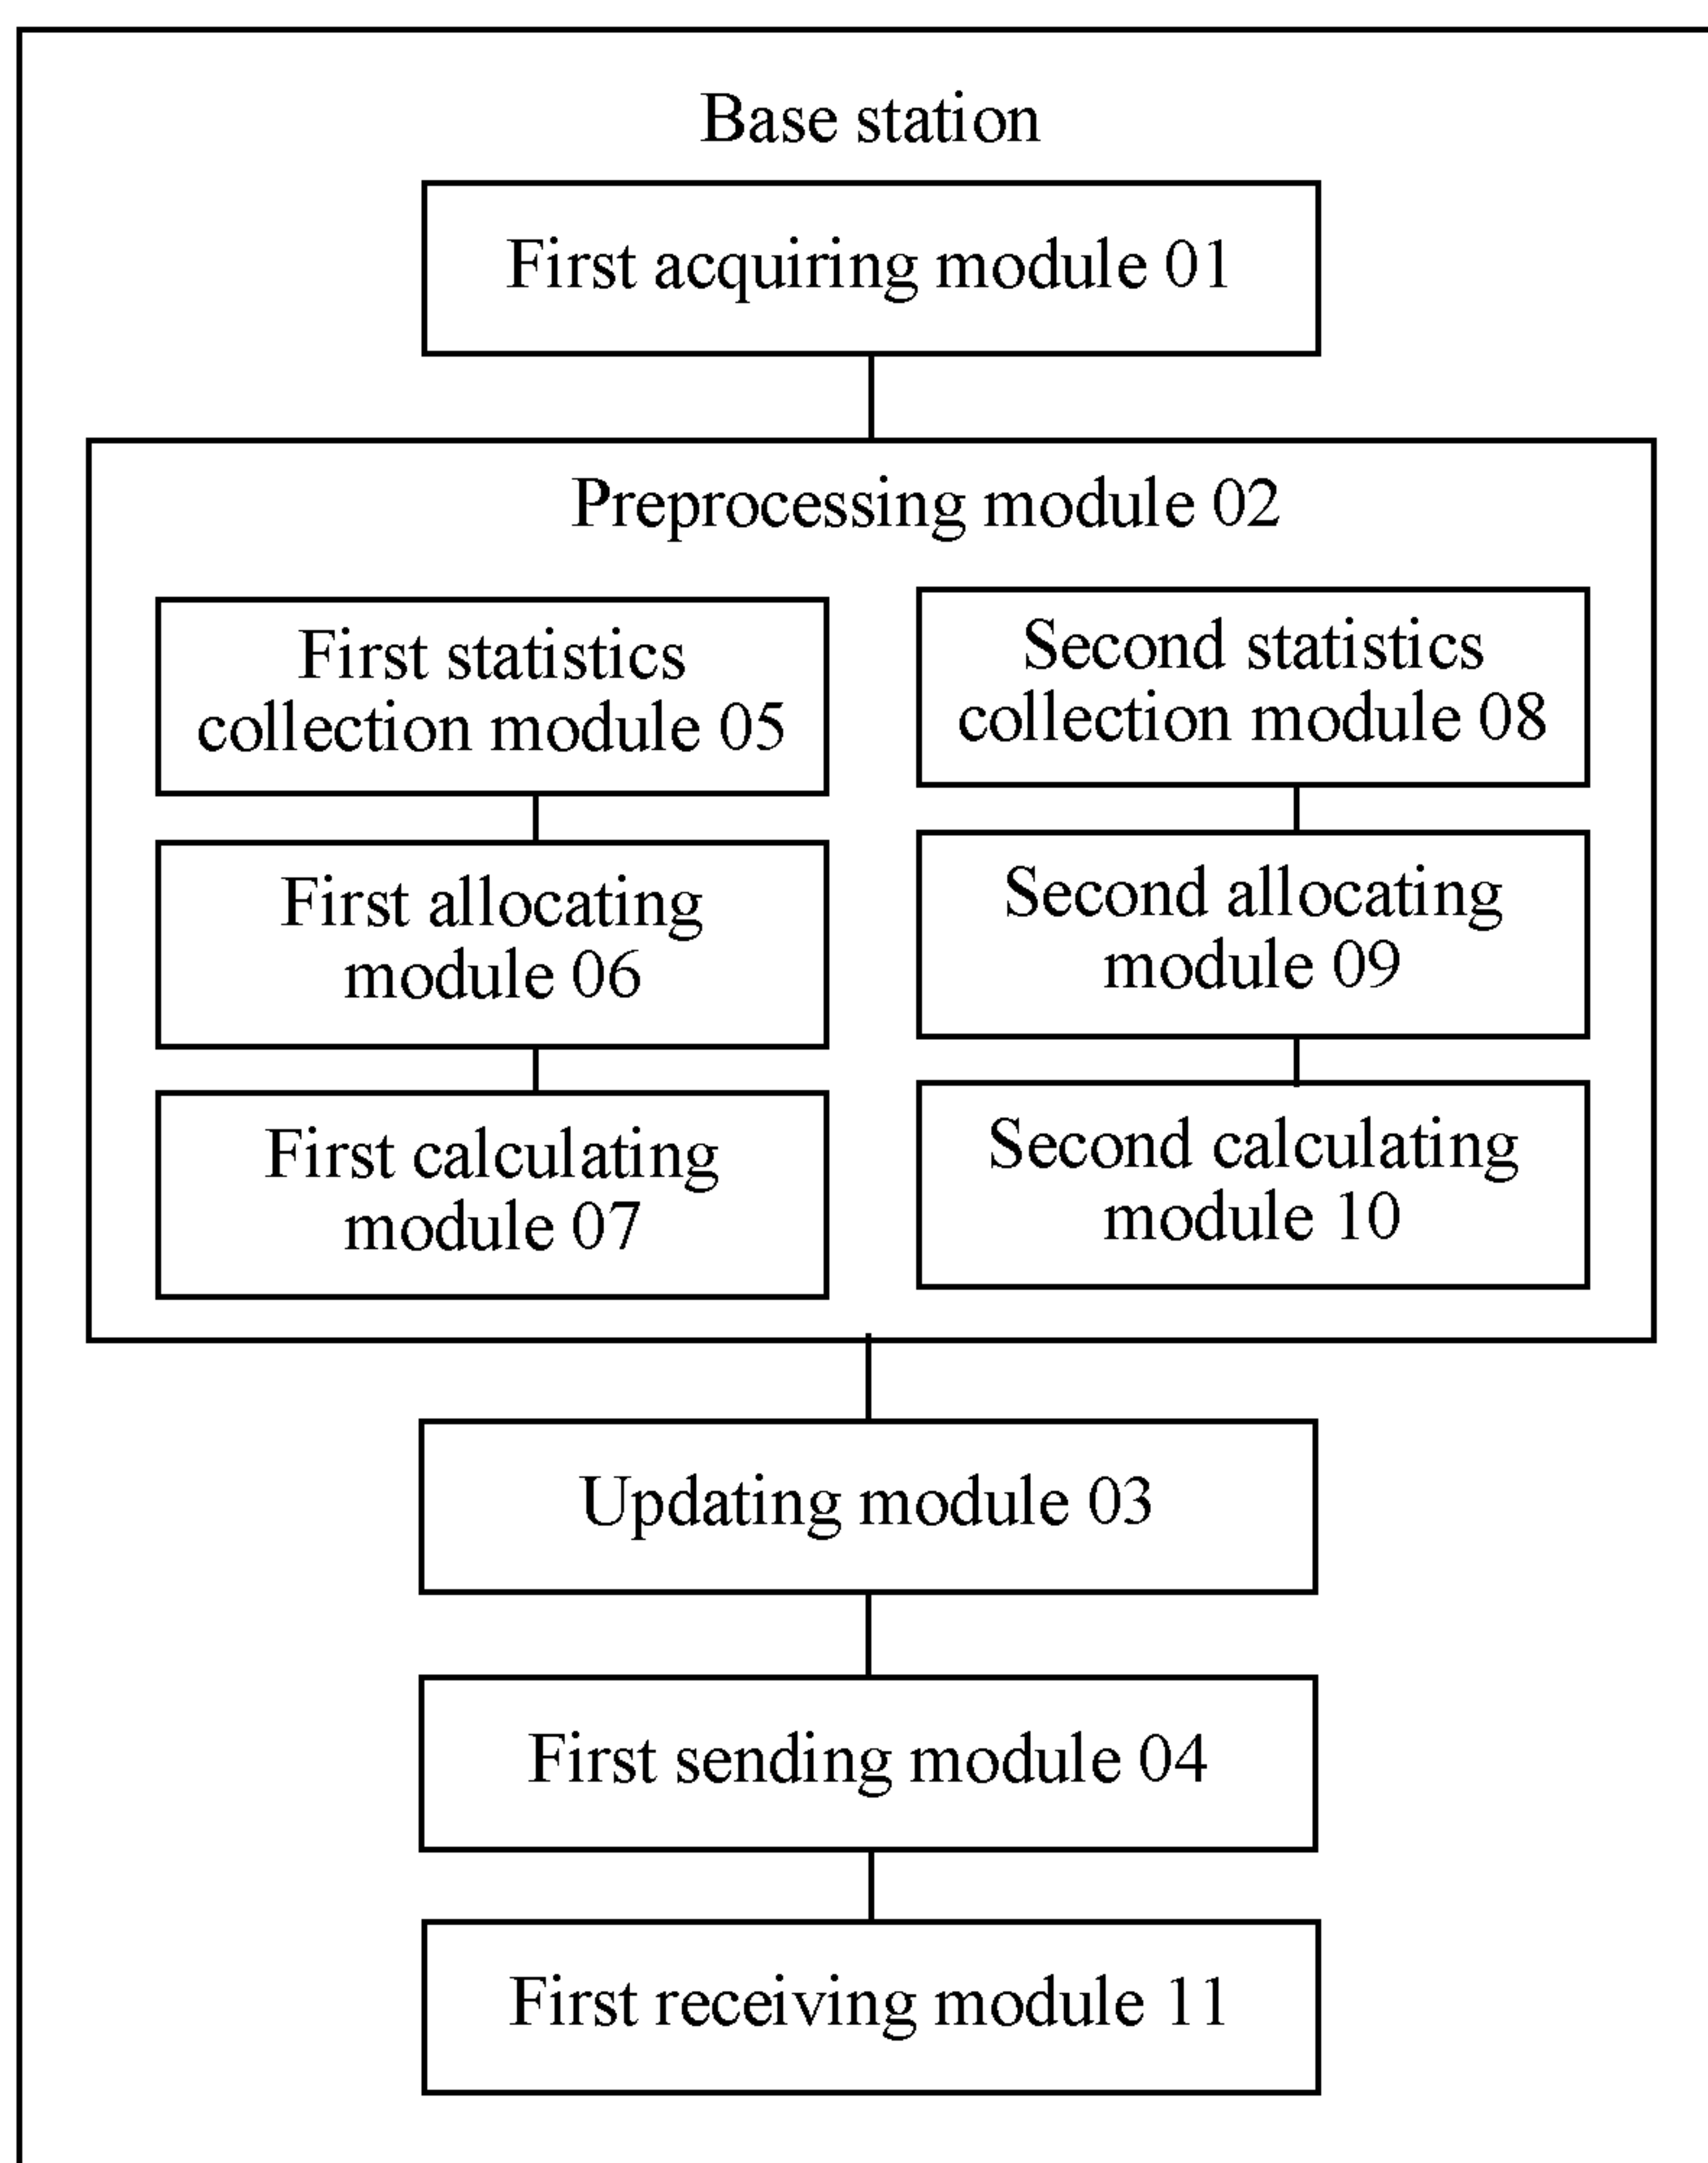 Base station
First acquiring module 01
Preprocessing module 02
First statistics
collection module 05
First allocating
module 06
First calculating
module 07
Second statistics
collection module 08
Second allocating
module 09
Second calculating
module 10
Updating module 03
First sending module 04
First receiving module 11